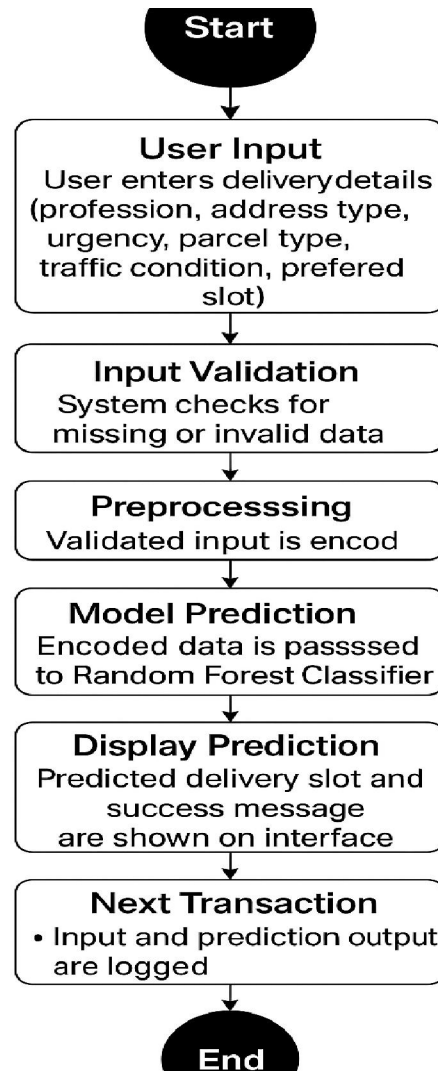 Start
User Input
User enters deliverydetails
(profession, address type,
urgency, parcel type,
traffic condition, prefered
slot)
Input Validation
System checks for
missing or invalid data
Preprocesssing
Validated input is encod
Model Prediction
Encoded data is passssed
to Random Forest Classifier
Display Prediction
Predicted delivery slot and
success message
are shown on interface
Next Transaction
• Input and prediction output
are logged
End